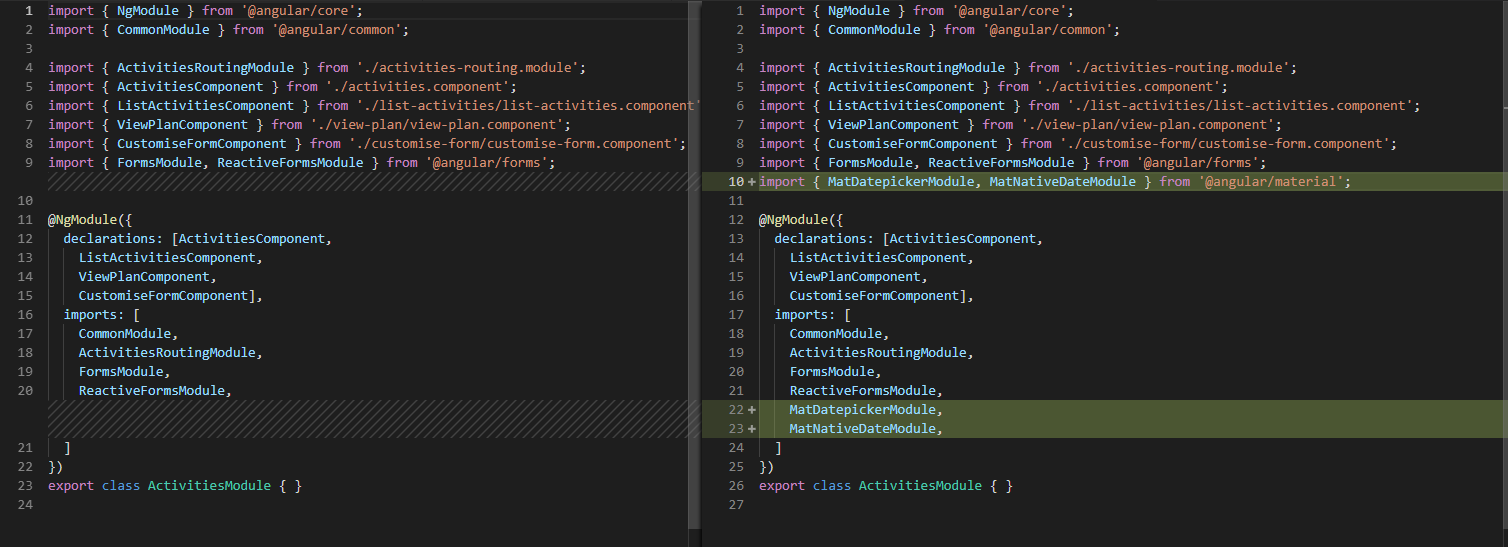 1 import { NgModule } from '@angular/core';
2 import { CommonModule } from '@angular/common';
3
4 import { ActivitiesRoutingModule } from './activities-routing.module';
5 import { ActivitiesComponent } from './activities.component';
6 import { ListActivitiesComponent } from './list-activities/list-activities.component'
7 import { ViewPlanComponent } from './view-plan/view-plan.component';
8 import { CustomiseFormComponent } from './customise-form/customise-form.component';
9 import { FormsModule, ReactiveFormsModule } from '@angular/forms';
10
11 @NgModule({
12 declarations: [ActivitiesComponent,
13 ListActivitiesComponent,
14 ViewPlanComponent,
15 CustomiseFormComponent],
16 imports: [
17 CommonModule,
18 ActivitiesRoutingModule,
19 FormsModule,
20 ReactiveFormsModule,
21 ]
22 })
23 export class ActivitiesModule { }
24
1 import { NgModule } from '@angular/core';
2 import { CommonModule } from '@angular/common';
3
4 import { ActivitiesRoutingModule } from './activities-routing.module';
5 import { ActivitiesComponent } from './activities.component';
6 import { ListActivitiesComponent } from './list-activities/list-activities.component';
7 import { ViewPlanComponent } from './view-plan/view-plan.component';
8 import { CustomiseFormComponent } from './customise-form/customise-form.component';
9 import { FormsModule, ReactiveFormsModule } from '@angular/forms';
10 + import { MatDatepickerModule, MatNativeDateModule } from '@angular/material';
11
12 @NgModule({
13 declarations: [ActivitiesComponent,
14 ListActivitiesComponent,
15 ViewPlanComponent,
16 CustomiseFormComponent],
17 imports: [
18 CommonModule,
19 ActivitiesRoutingModule,
20 FormsModule,
21 ReactiveFormsModule,
22 + MatDatepickerModule,
23 + MatNativeDateModule,
24 ]
25 })
26 export class ActivitiesModule { }
27